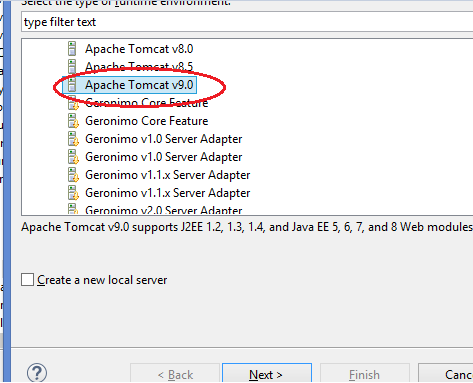 Select the type of runtime environment:
type filter text
Apache Tomcat v8.0
Apache Tomcat v8.5
Apache Tomcat v9.0
Geronimo Core Feature
Geronimo Core Feature
Geronimo v1.0 Server Adapter
Geronimo v1.0 Server Adapter
Geronimo v1.1.x Server Adapter
Geronimo v1.1.x Server Adapter
Geronimo v2.0 Server Adapter
Apache Tomcat v9.0 supports J2EE 1.2, 1.3, 1.4, and Java EE 5, 6, 7, and 8 Web modules
Create a new local server
?
< Back
Next >
Finish
Canc